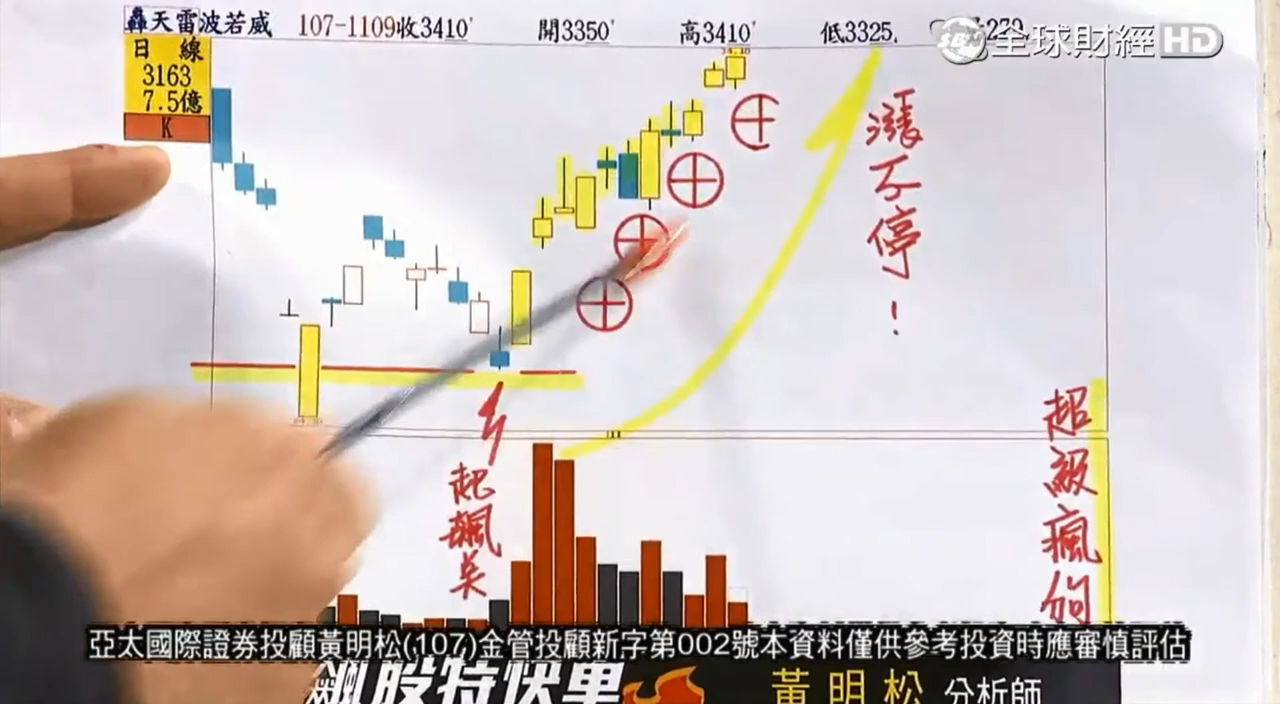 轟天雷波若威 107-1109收3410' 開3350' 高3410' 低3325,
SBN 全球財經 HD
日 線
3163
7.5億
K
34.10
漲不停！
起飆点
超級瘋狗
亞太國際證券投顧黃明松(107)金管投顧新字第002號本資料僅供參考投資時應審慎評估
飆股特快車 黃明松 分析師